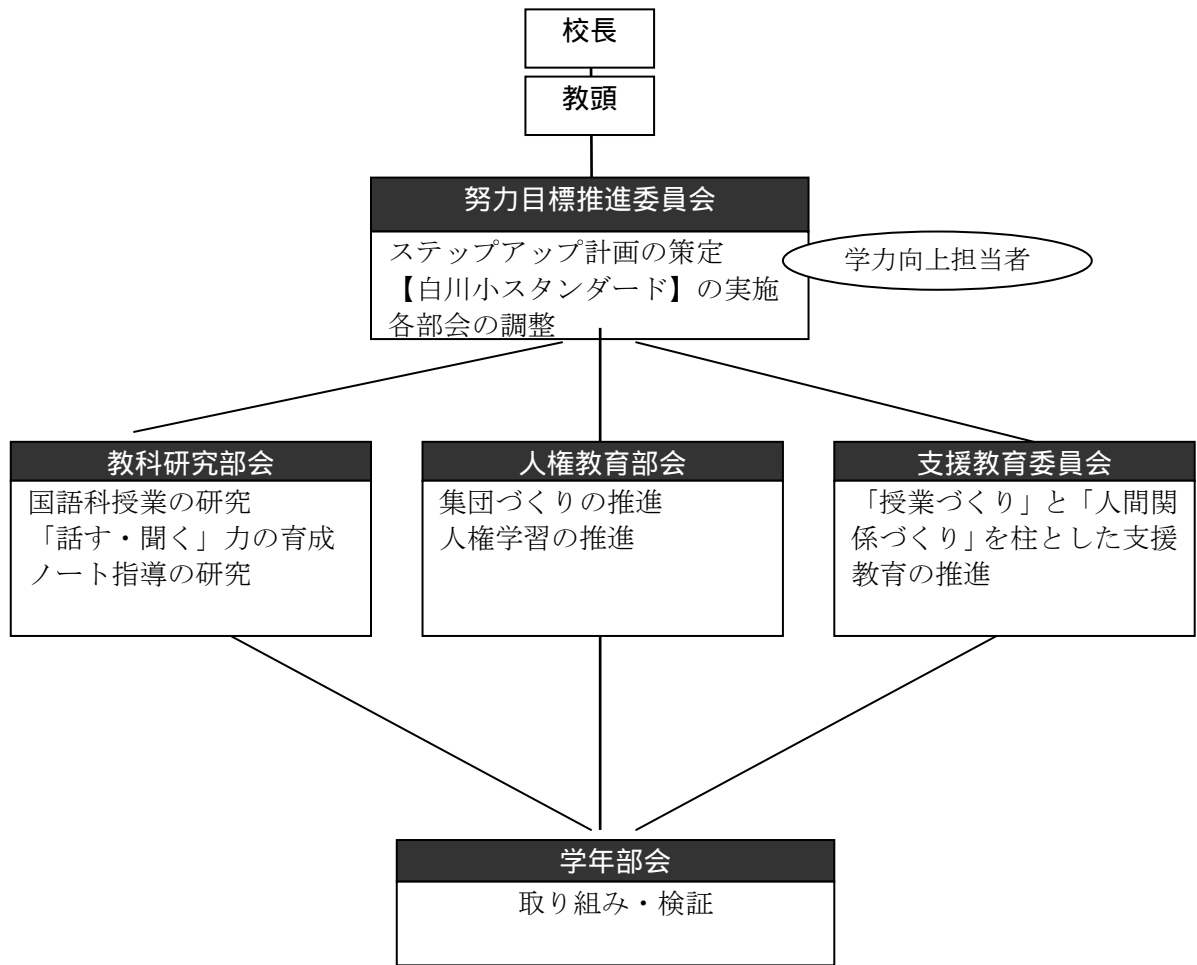 校長
教頭
努力目標推進委員会
ステップアップ計画の策定
【白川小スタンダード】の実施
各部会の調整
学力向上担当者
教科研究部会
国語科授業の研究
「話す・聞く」力の育成
ノート指導の研究
人権教育部会
集団づくりの推進
人権学習の推進
支援教育委員会
「授業づくり」と「人間関
係づくり」を柱とした支援
教育の推進
学年部会
取り組み・検証